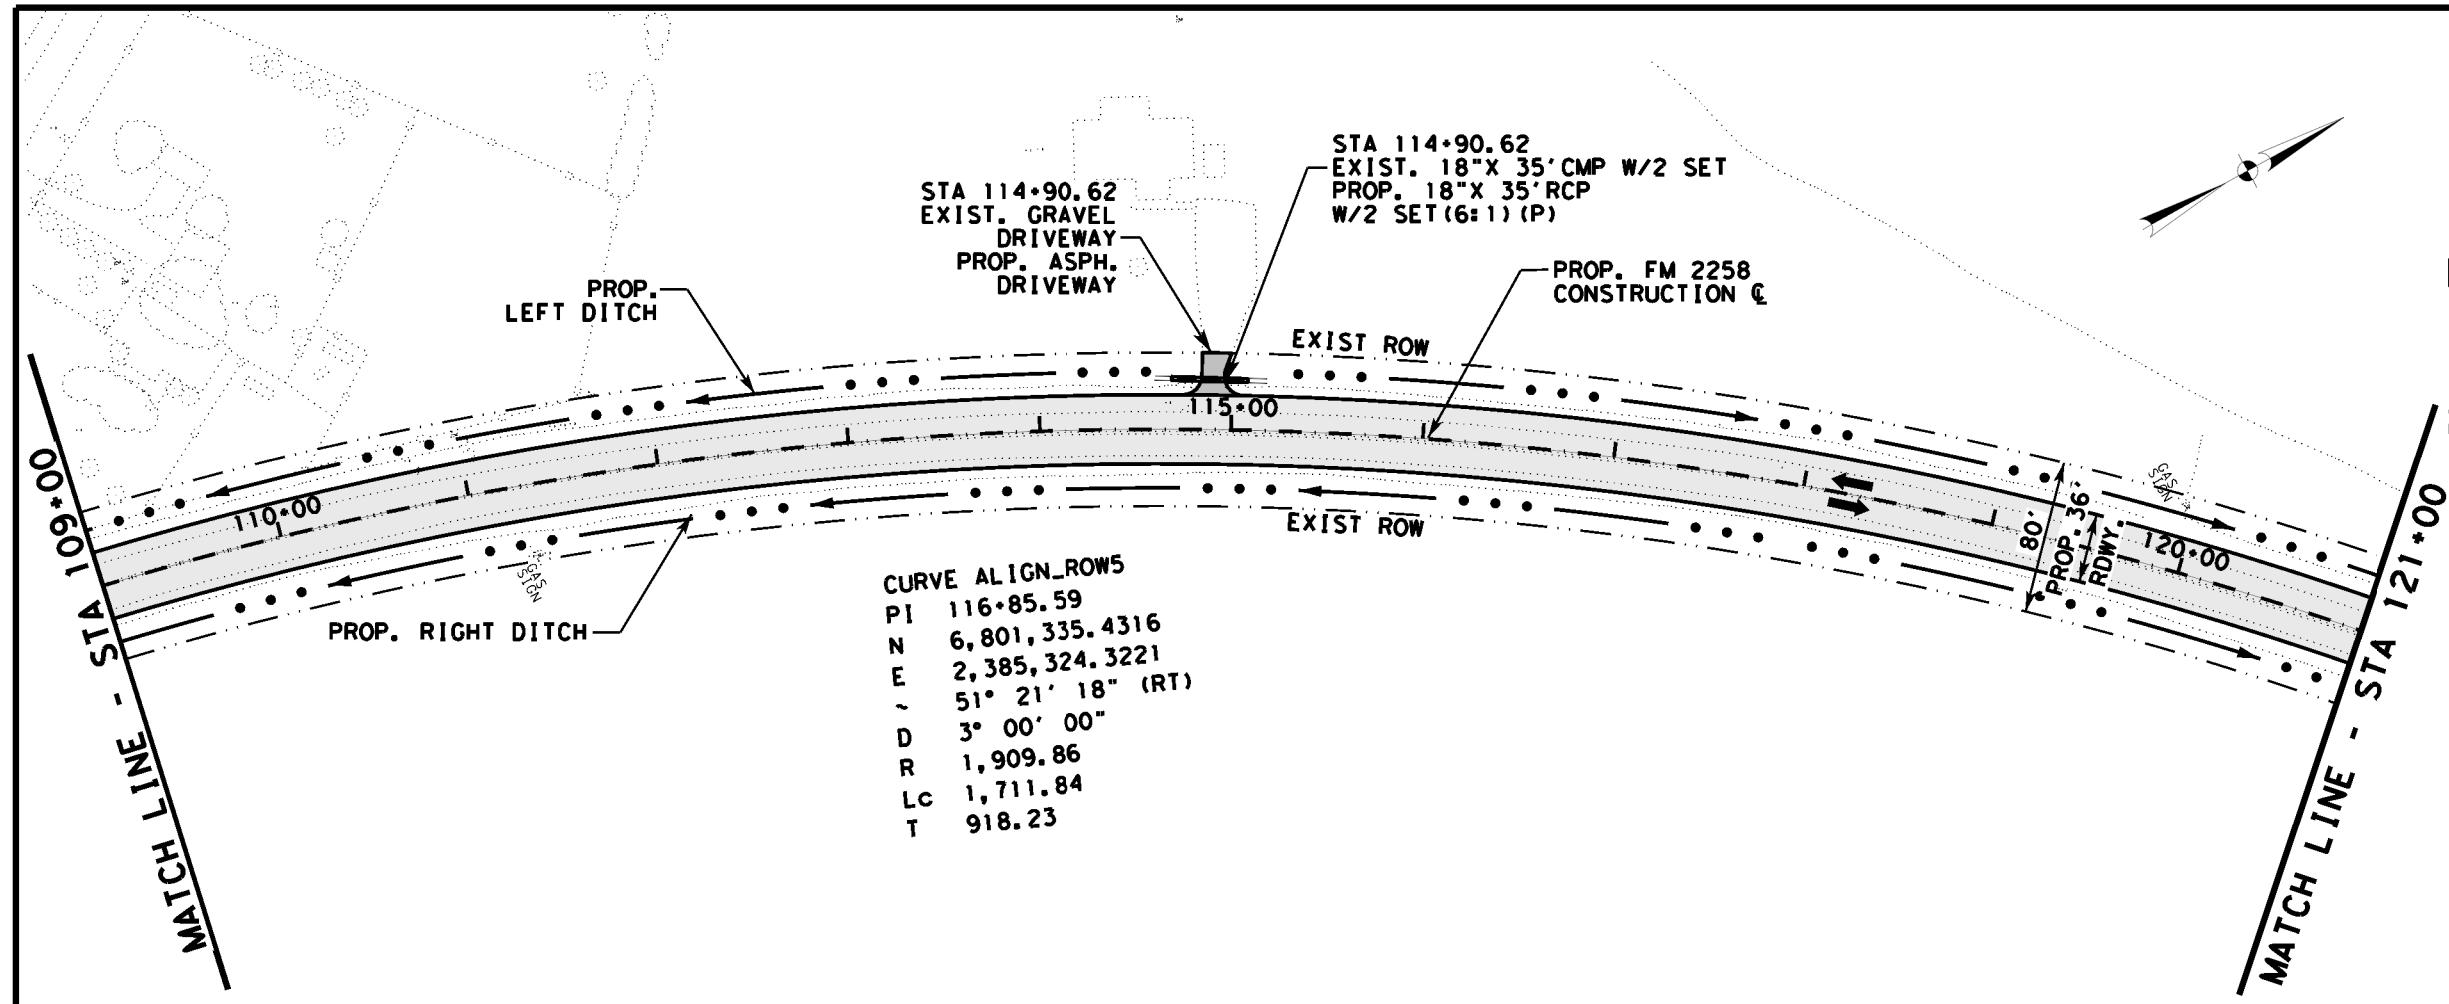 STA 114+90.62
EXIST. 18"X 35'CMP W/2 SET
PROP. 18"X 35'RCP
W/2 SET(6:1)(P)
STA 114+90.62
EXIST. GRAVEL
DRIVEWAY
PROP. ASPH.
DRIVEWAY
PROP. FM 2258
CONSTRUCTION ℄
PROP.
LEFT DITCH
EXIST ROW
115+00
110+00
EXIST ROW
GAS
SIGN
GAS
SIGN
80'
PROP. 36'
RDWY.
120+00
PROP. RIGHT DITCH
CURVE ALIGN_ROW5
PI 116+85.59
N 6,801,335.4316
E 2,385,324.3221
~ 51° 21' 18" (RT)
D 3° 00' 00"
R 1,909.86
Lc 1,711.84
T 918.23
MATCH LINE - STA 109+00
MATCH LINE - STA 121+00